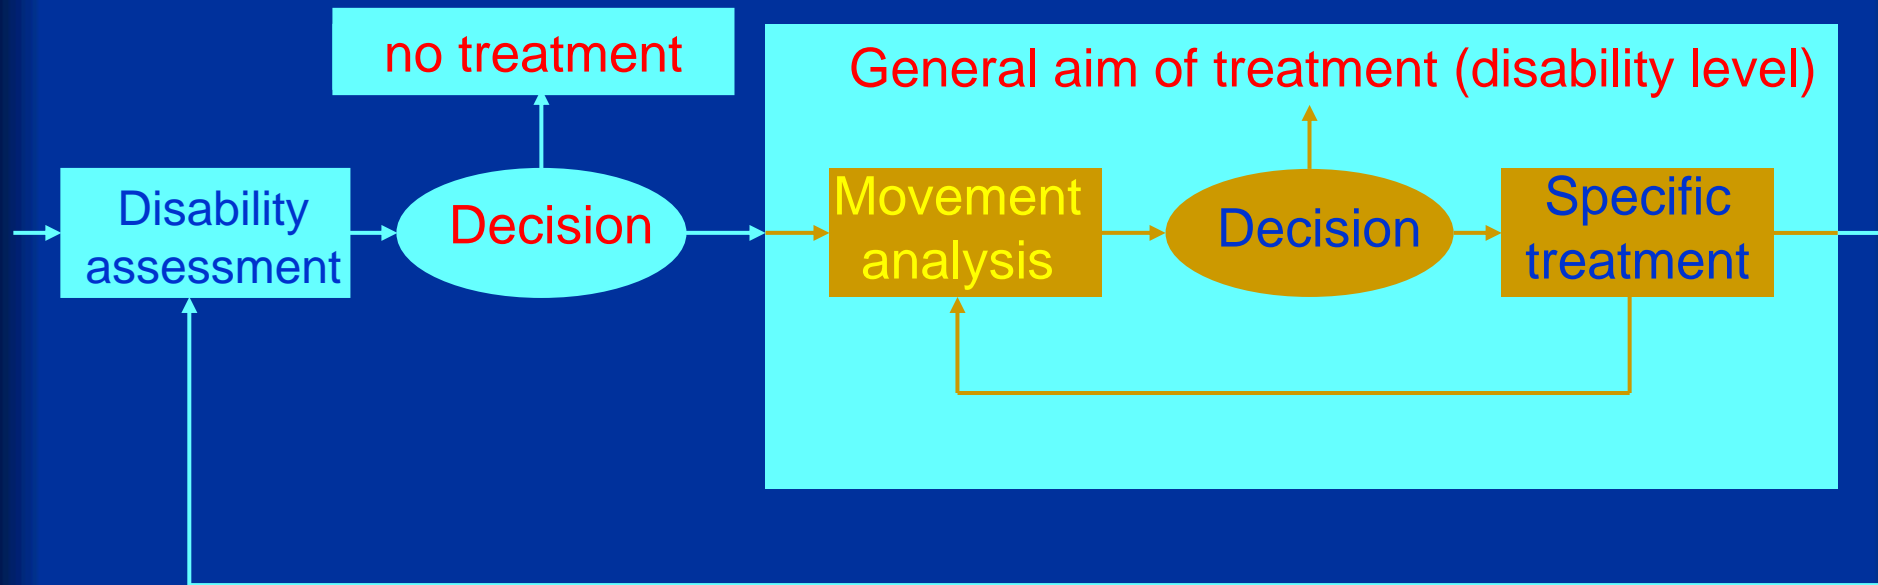 no treatment
General aim of treatment (disability level)
Disability
assessment
Decision
Movement
analysis
Decision
Specific
treatment